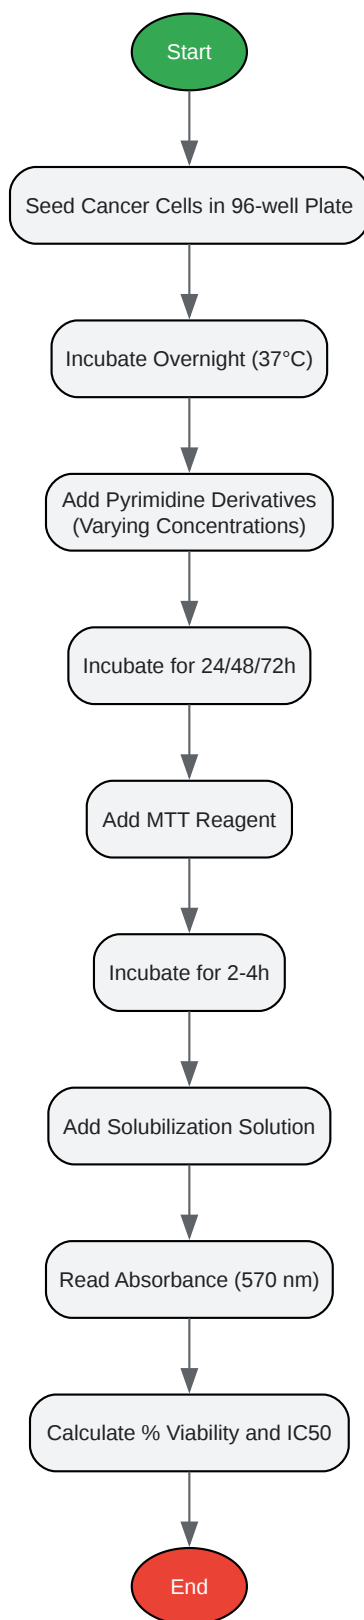 Start
Seed Cancer Cells in 96-well Plate
Incubate Overnight (37°C)
Add Pyrimidine Derivatives
(Varying Concentrations)
Incubate for 24/48/72h
Add MTT Reagent
Incubate for 2-4h
Add Solubilization Solution
Read Absorbance (570 nm)
Calculate % Viability and IC50
End